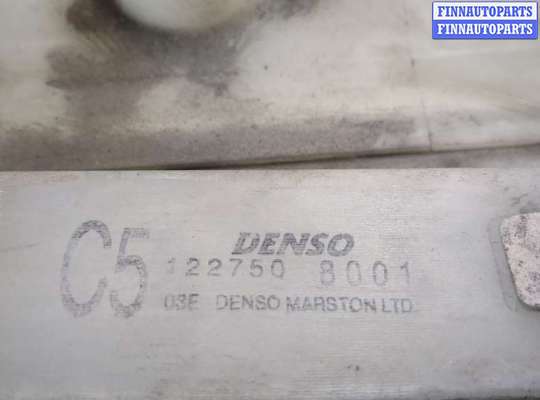 FINNAUTOPARTS
FINNAUTOPARTS
C5
DENSO
122750 8001
03E DENSO MARSTON LTD